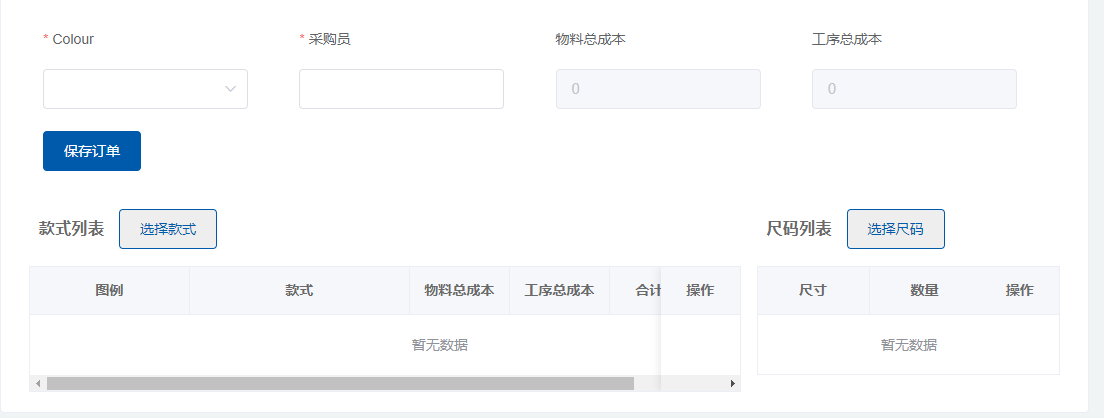 * Colour
* 采购员
物料总成本
工序总成本
0
0
保存订单
款式列表
选择款式
尺码列表
选择尺码
图例
款式
物料总成本
工序总成本
合计
操作
尺寸
数量
操作
暂无数据
暂无数据